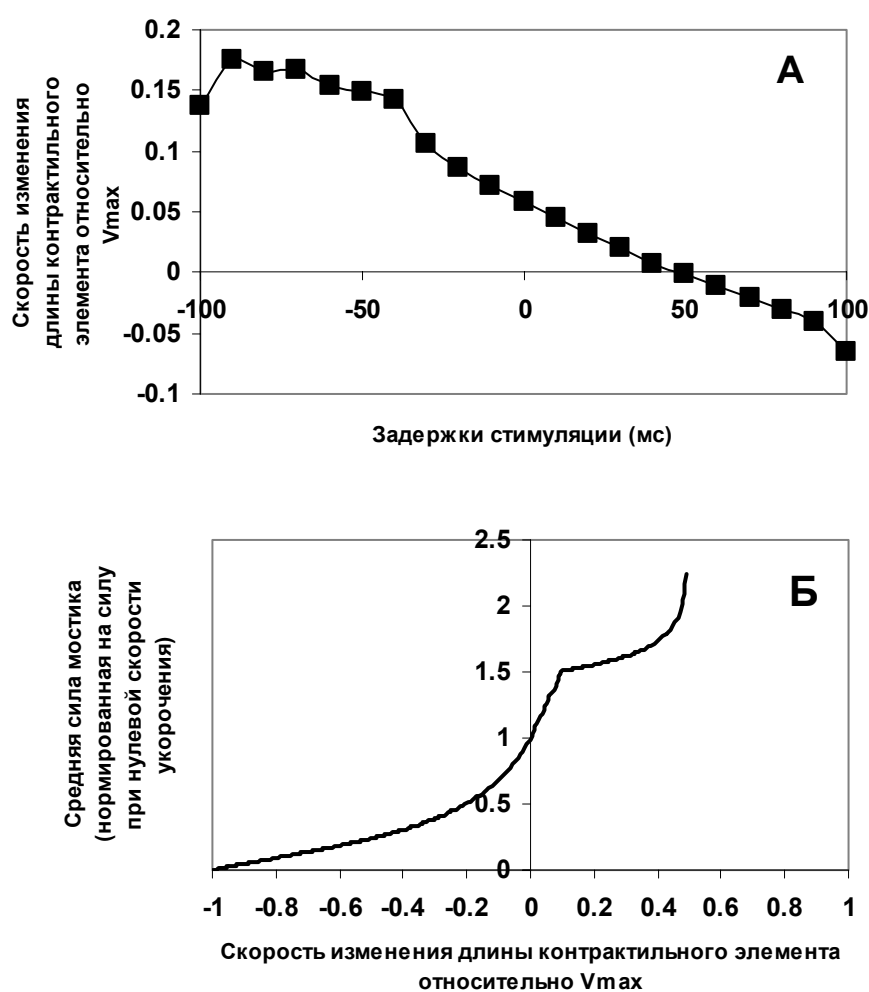 Скорость изменения
длины контрактильного
элемента относительно
Vmax
0.2
0.15
0.1
0.05
0
-0.05
-0.1
А
-100
-50
0
50
100
Задержки стимуляции (мс)
Средняя сила мостика
(нормированная на силу
при нулевой скорости
укорочения)
2.5
2
1.5
1
0.5
0
Б
-1 -0.8 -0.6 -0.4 -0.2 0 0.2 0.4 0.6 0.8 1
Скорость изменения длины контрактильного элемента
относительно Vmax